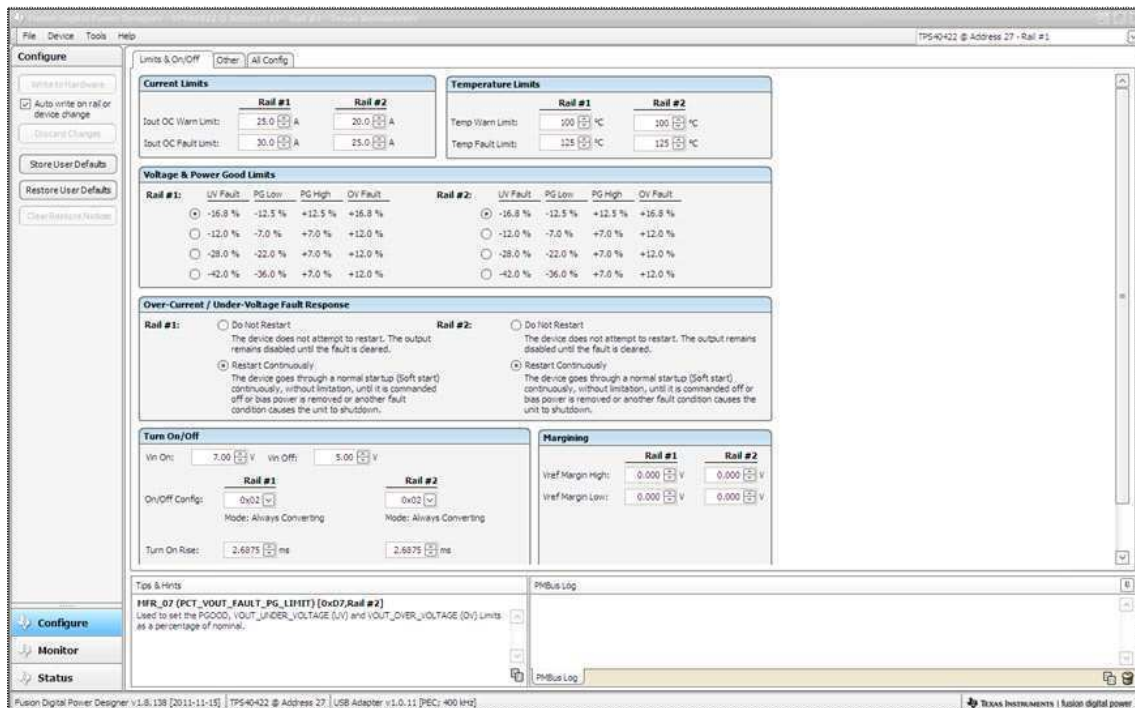 Fusion Digital Power Designer - TPS40422 @ Address 27 - Rail #1 - Texas Instruments
File Device Tools Help
TPS40422 @ Address 27 - Rail #1
Configure
Write to Hardware
Auto write on rail or
device change
Discard Changes
Store User Defaults
Restore User Defaults
Clear Restore Notices
Limits & On/Off Other All Config
Current Limits
Rail #1 Rail #2
Iout OC Warn Limit: 25.0 A 20.0 A
Iout OC Fault Limit: 30.0 A 25.0 A
Temperature Limits
Rail #1 Rail #2
Temp Warn Limit: 100 °C 100 °C
Temp Fault Limit: 125 °C 125 °C
Voltage & Power Good Limits
Rail #1: UV Fault PG Low PG High OV Fault Rail #2: UV Fault PG Low PG High OV Fault
-16.8 % -12.5 % +12.5 % +16.8 % -16.8 % -12.5 % +12.5 % +16.8 %
-12.0 % -7.0 % +7.0 % +12.0 % -12.0 % -7.0 % +7.0 % +12.0 %
-28.0 % -22.0 % +7.0 % +12.0 % -28.0 % -22.0 % +7.0 % +12.0 %
-42.0 % -36.0 % +7.0 % +12.0 % -42.0 % -36.0 % +7.0 % +12.0 %
Over-Current / Under-Voltage Fault Response
Rail #1: Do Not Restart
The device does not attempt to restart. The output
remains disabled until the fault is cleared.
Restart Continuously
The device goes through a normal startup (Soft start)
continuously, without limitation, until it is commanded
off or bias power is removed or another fault
condition causes the unit to shutdown.
Rail #2: Do Not Restart
The device does not attempt to restart. The output remains
disabled until the fault is cleared.
Restart Continuously
The device goes through a normal startup (Soft start)
continuously, without limitation, until it is commanded off or
bias power is removed or another fault condition causes the
unit to shutdown.
Turn On/Off
Vin On: 7.00 V Vin Off: 5.00 V
Rail #1 Rail #2
On/Off Config: 0x02 0x02
Mode: Always Converting Mode: Always Converting
Turn On Rise: 2.6875 ms 2.6875 ms
Margining
Rail #1 Rail #2
Vref Margin High: 0.000 V 0.000 V
Vref Margin Low: 0.000 V 0.000 V
Tips & Hints
MFR_07 (PCT_VOUT_FAULT_PG_LIMIT) [0xD7,Rail #2]
Used to set the PGOOD, VOUT_UNDER_VOLTAGE (UV) and VOUT_OVER_VOLTAGE (OV) Limits
as a percentage of nominal.
PMBus Log
PMBus Log
Configure
Monitor
Status
Fusion Digital Power Designer v1.8.138 [2011-11-15] TPS40422 @ Address 27 USB Adapter v1.0.11 [PEC; 400 kHz]
TEXAS INSTRUMENTS | fusion digital power